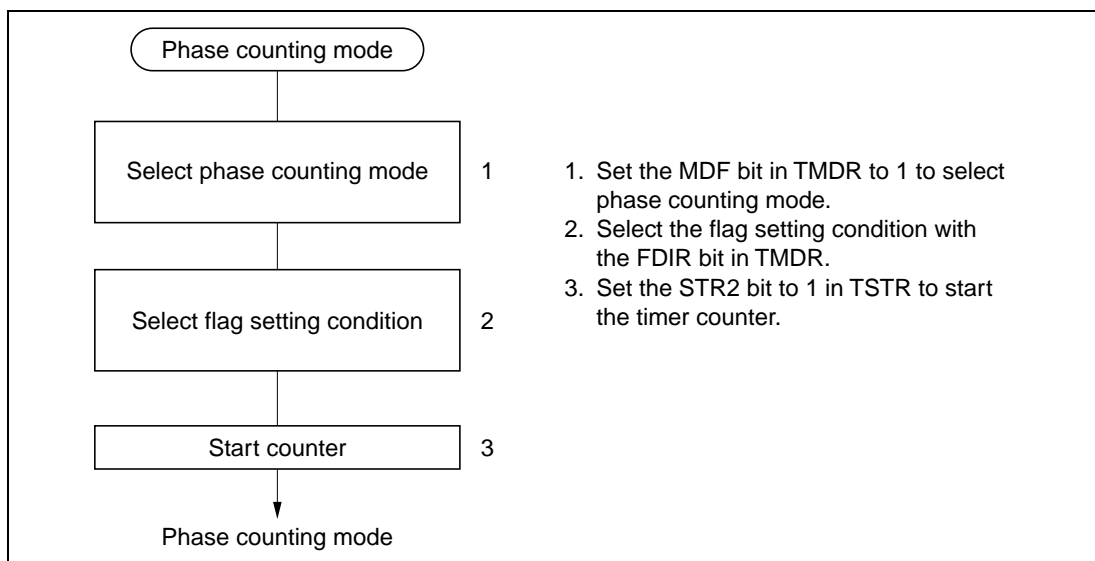 Phase counting mode
Select phase counting mode 1
1. Set the MDF bit in TMDR to 1 to select
phase counting mode.
2. Select the flag setting condition with
the FDIR bit in TMDR.
3. Set the STR2 bit to 1 in TSTR to start
the timer counter.
Select flag setting condition 2
Start counter 3
Phase counting mode